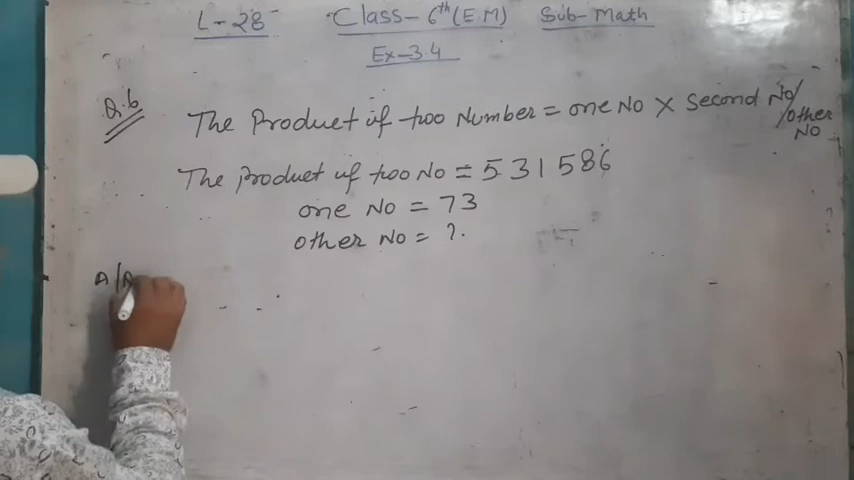 L-28 Class-6th (E.M) Sub-Math
Ex-3.4
Q.6
The Product of two Number = one No × Second No/other No
The Product of two No = 531586
one No = 73
other No = ?
A/A